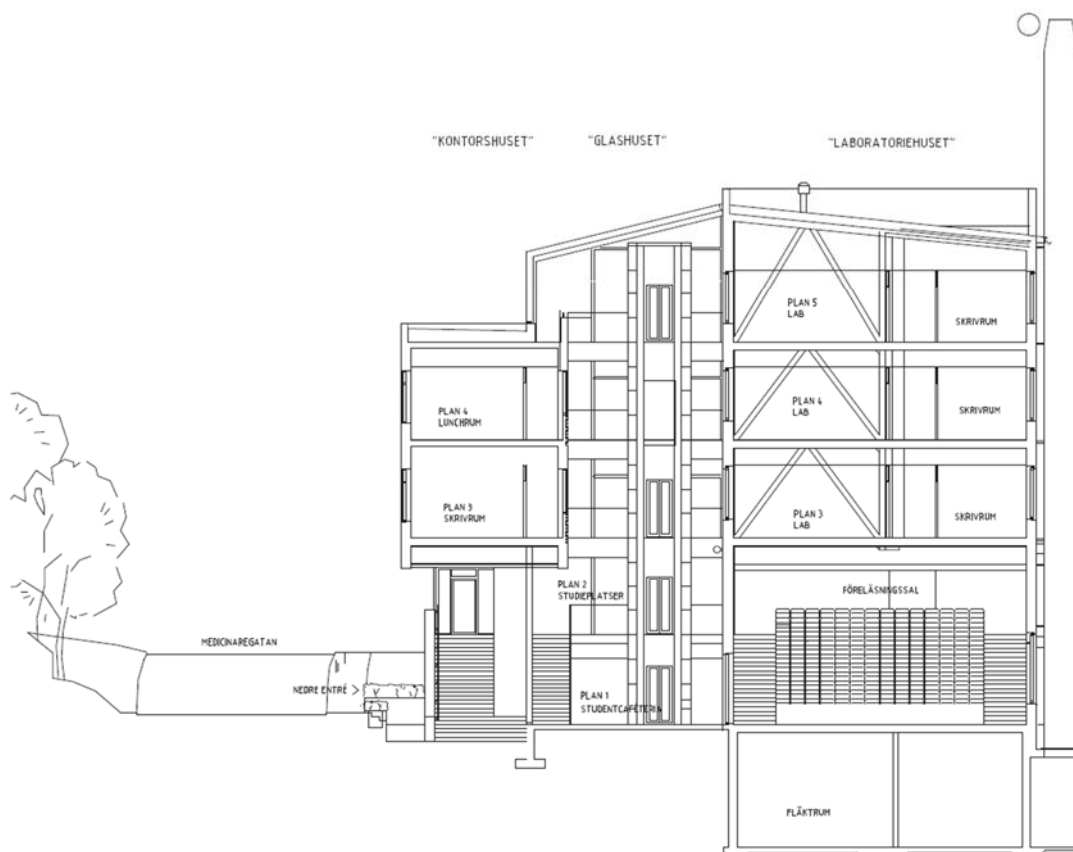 "KONTORSHUSET" "GLASHUSET" "LABORATORIEHUSET"
PLAN 5
LAB
SKRIVRUM
PLAN 4
LUNCHRUM
PLAN 4
LAB
SKRIVRUM
PLAN 3
SKRIVRUM
PLAN 3
LAB
SKRIVRUM
PLAN 2
STUDIEPLATSER
FÖRELÄSNINGSSAL
MEDICINAREGATAN
NEDRE ENTRÉ
PLAN 1
STUDENTCAFÉTERIA
FLÄKTRUM